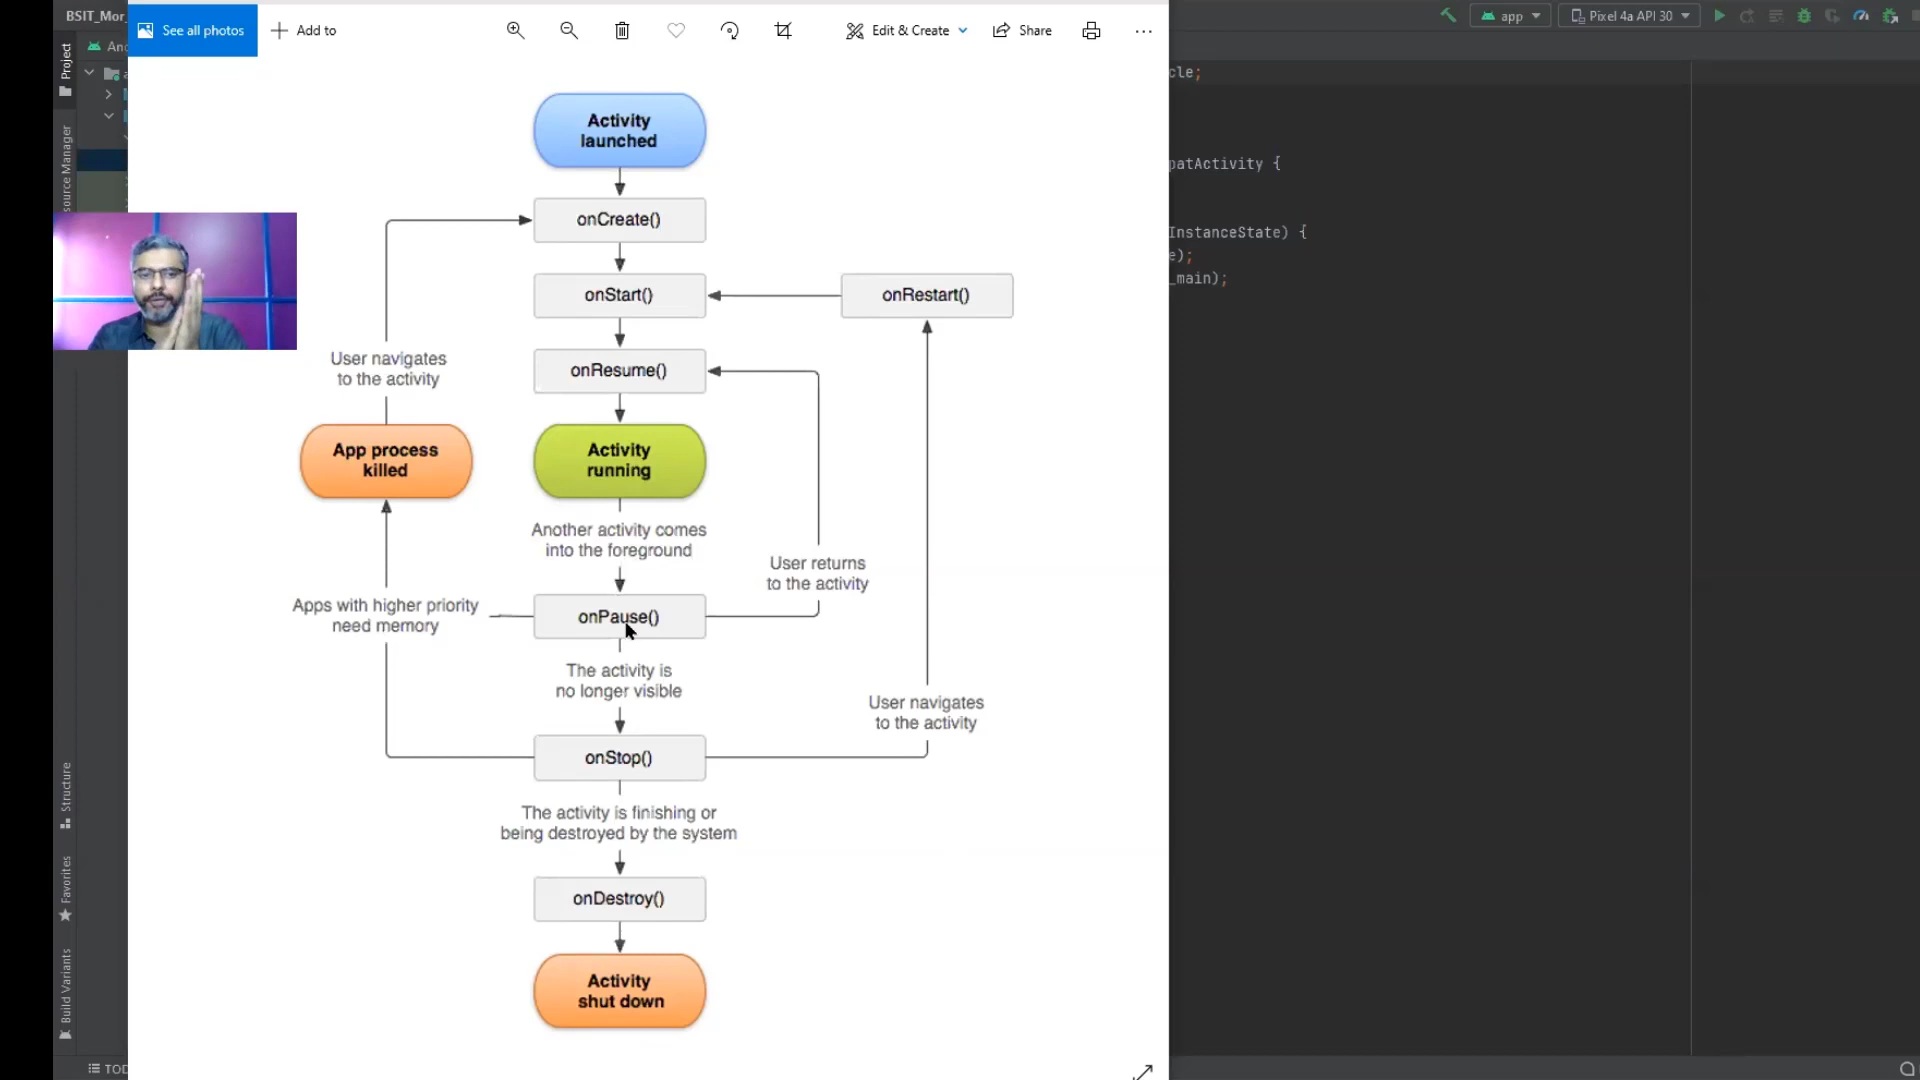 BSIT_Mor
See all photos
Add to
Edit & Create
Share
app
Pixel 4a API 30
Project
Resource Manager
Structure
Favorites
Build Variants
TOD
cle;
patActivity {
InstanceState) {
e);
_main);
Activity
launched
onCreate()
onStart()
onRestart()
onResume()
User navigates
to the activity
App process
killed
Activity
running
Another activity comes
into the foreground
User returns
to the activity
Apps with higher priority
need memory
onPause()
The activity is
no longer visible
User navigates
to the activity
onStop()
The activity is finishing or
being destroyed by the system
onDestroy()
Activity
shut down